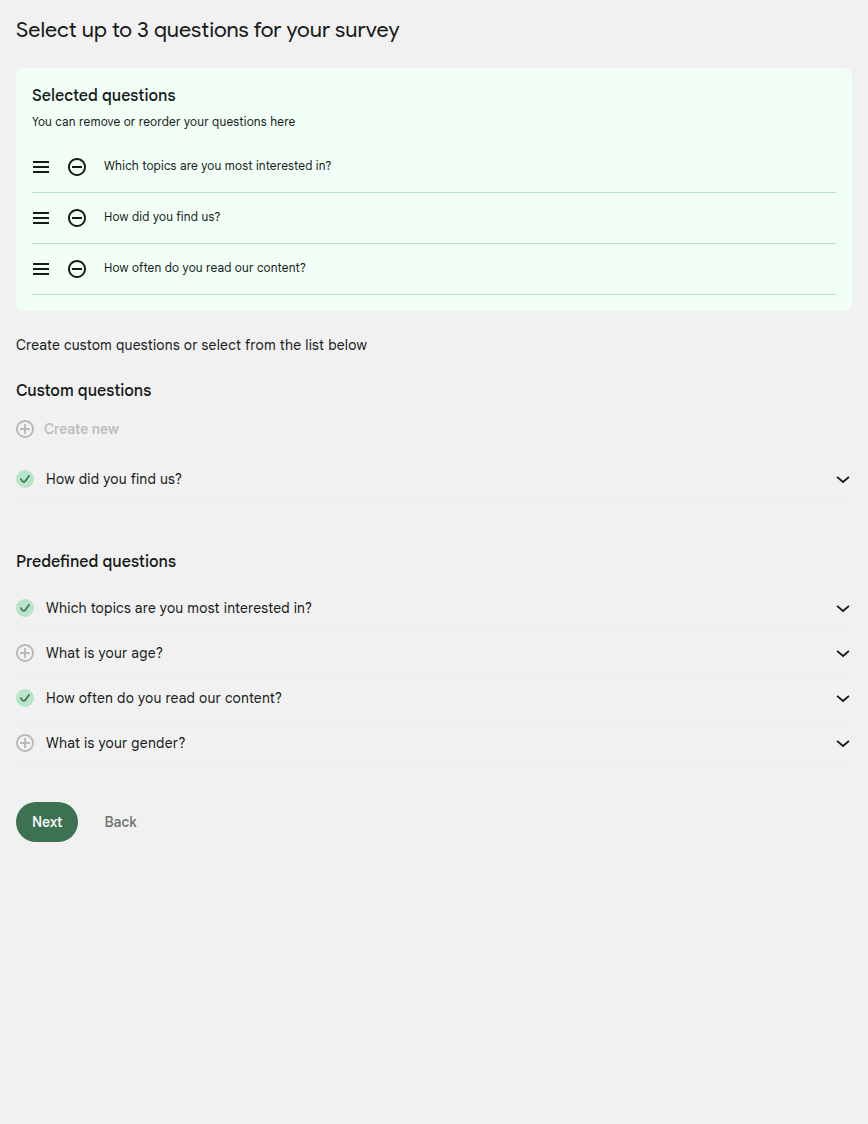 Select up to 3 questions for your survey
Selected questions
You can remove or reorder your questions here
Which topics are you most interested in?
How did you find us?
How often do you read our content?
Create custom questions or select from the list below
Custom questions
Create new
How did you find us?
Predefined questions
Which topics are you most interested in?
What is your age?
How often do you read our content?
What is your gender?
Next Back